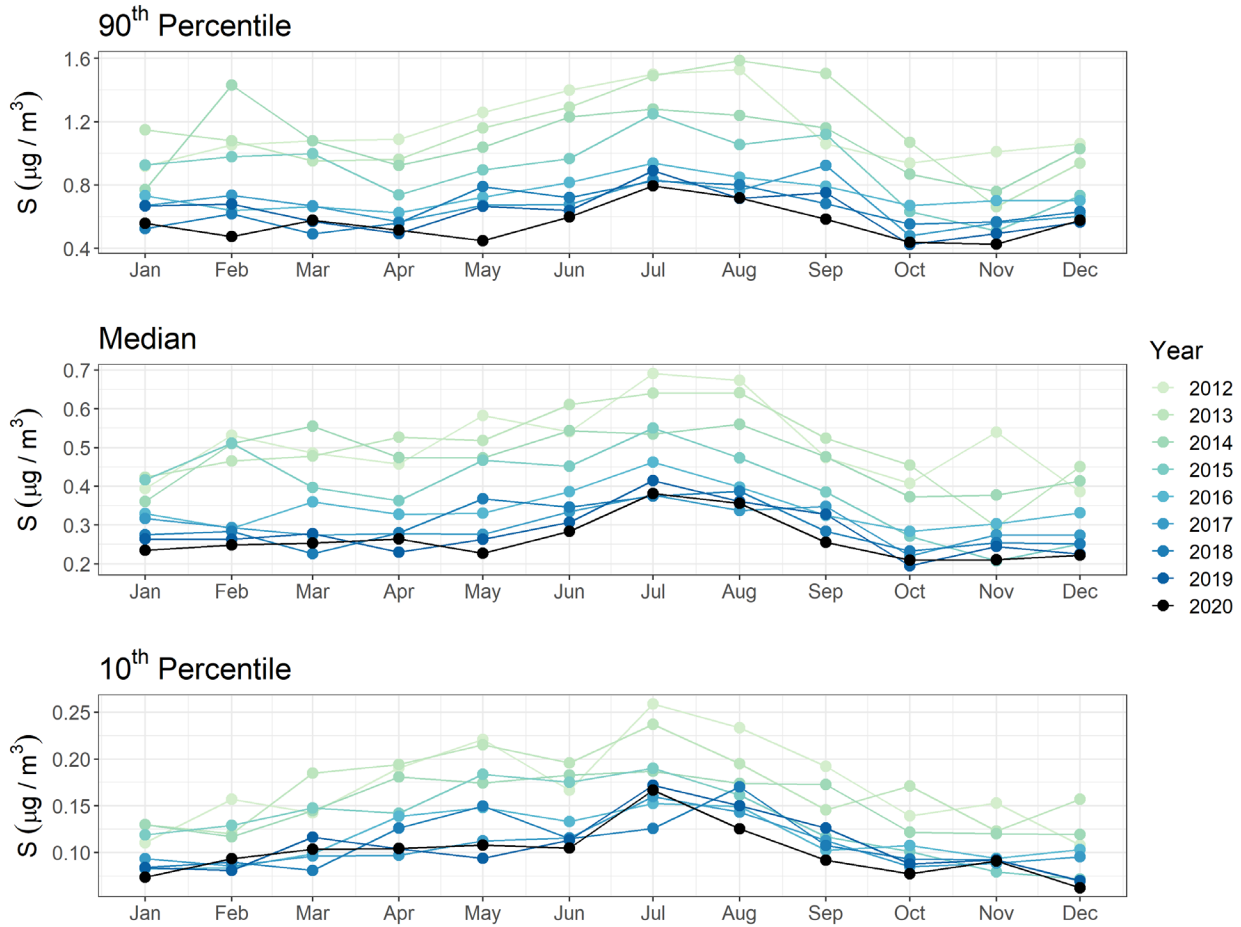 90th Percentile
S (μg / m3)
1.6
1.2
0.8
0.4
Jan Feb Mar Apr May Jun Jul Aug Sep Oct Nov Dec
Median
S (μg / m3)
0.7
0.6
0.5
0.4
0.3
0.2
Jan Feb Mar Apr May Jun Jul Aug Sep Oct Nov Dec
10th Percentile
S (μg / m3)
0.25
0.20
0.15
0.10
Jan Feb Mar Apr May Jun Jul Aug Sep Oct Nov Dec
Year
2012
2013
2014
2015
2016
2017
2018
2019
2020